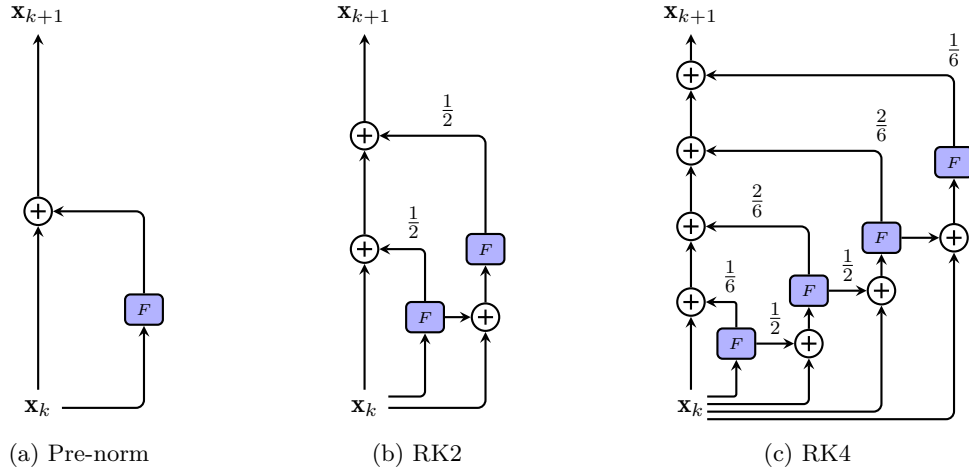 x_{k+1}
F
x_k
(a) Pre-norm
x_{k+1}
1/2
1/2
F
F
x_k
(b) RK2
x_{k+1}
1/6
2/6
F
2/6
F
1/2
1/6
F
1/2
F
x_k
(c) RK4